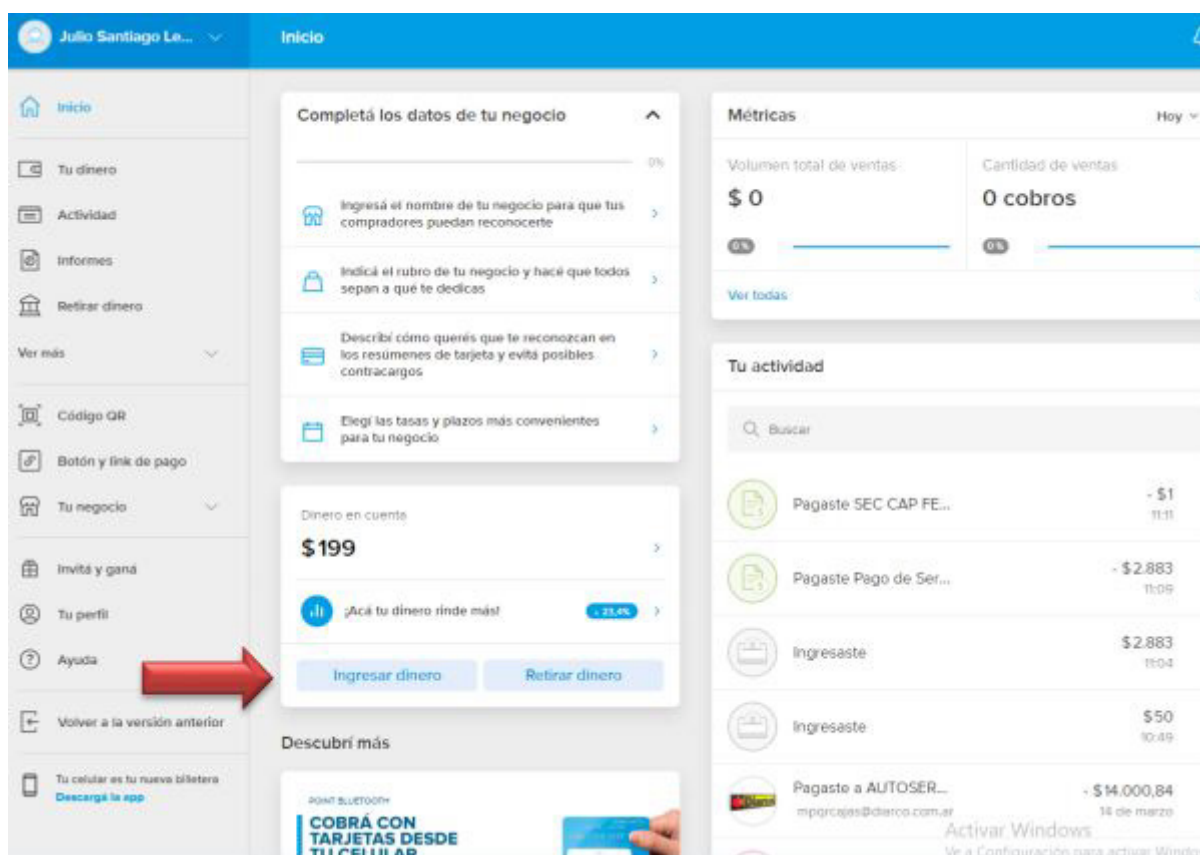 Julio Santiago Le...
Inicio
Inicio
Tu dinero
Actividad
Informes
Retirar dinero
Ver más
Código QR
Botón y link de pago
Tu negocio
Invitá y ganá
Tu perfil
Ayuda
Volver a la versión anterior
Tu celular es tu nueva billetera
Descargá la app
Completá los datos de tu negocio
0%
Ingresá el nombre de tu negocio para que tus
compradores puedan reconocerte
Indicá el rubro de tu negocio y hacé que todos
sepan a qué te dedicas
Describí cómo querés que te reconozcan en
los resúmenes de tarjeta y evitá posibles
contracargos
Elegí las tasas y plazos más convenientes
para tu negocio
Dinero en cuenta
$199
¡Acá tu dinero rinde más!
23,4%
Ingresar dinero
Retirar dinero
Descubrí más
POINT BLUETOOTH
COBRÁ CON
TARJETAS DESDE
TU CELULAR
Métricas
Hoy
Volumen total de ventas
$ 0
0%
Cantidad de ventas
0 cobros
0%
Ver todas
Tu actividad
Buscar
Pagaste SEC CAP FE...
- $1
11:11
Pagaste Pago de Ser...
- $2.883
11:09
Ingresaste
$2.883
11:04
Ingresaste
$50
10:49
Pagaste a AUTOSER...
- $14.000,84
mpqrcajas@diarco.com.ar
14 de marzo
Activar Windows
Ve a Configuración para activar Windo